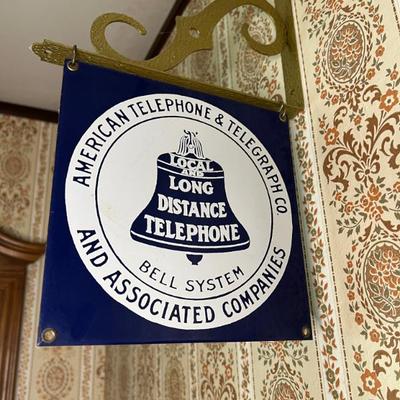 AMERICAN TELEPHONE & TELEGRAPH CO.
LOCAL
AND
LONG
DISTANCE
TELEPHONE
BELL SYSTEM
AND ASSOCIATED COMPANIES